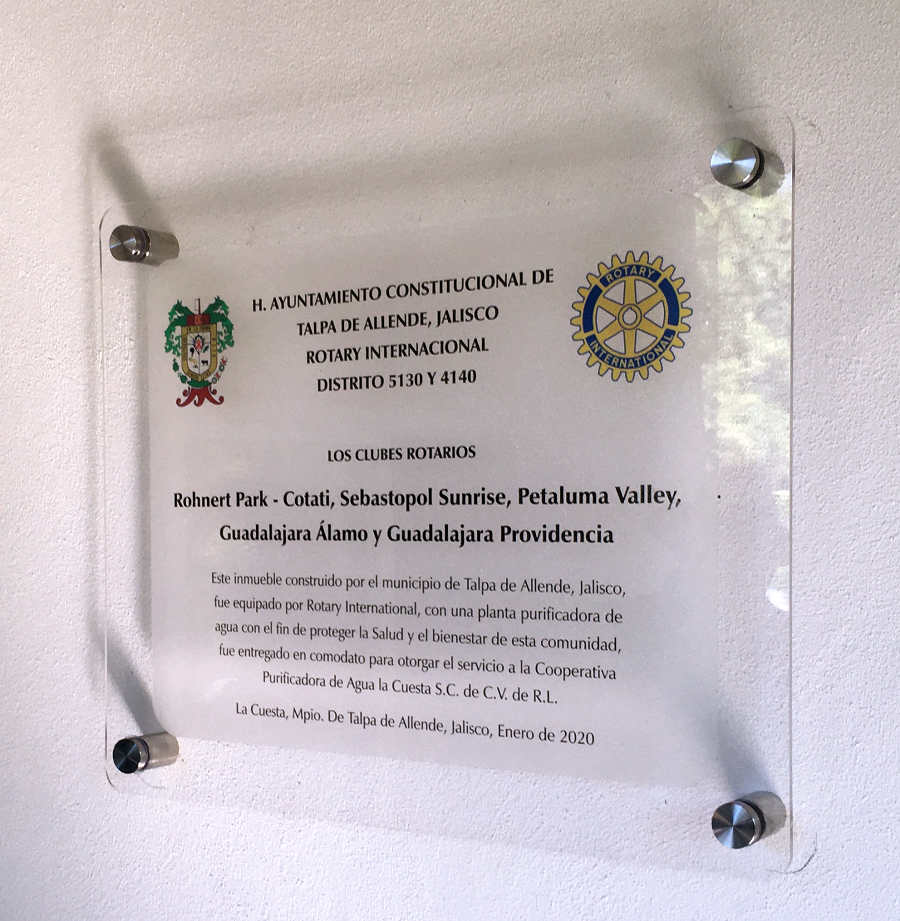 H. AYUNTAMIENTO CONSTITUCIONAL DE
TALPA DE ALLENDE, JALISCO
ROTARY INTERNACIONAL
DISTRITO 5130 Y 4140
ROTARY
INTERNATIONAL
LOS CLUBES ROTARIOS
Rohnert Park - Cotati, Sebastopol Sunrise, Petaluma Valley,
Guadalajara Álamo y Guadalajara Providencia
Este inmueble construido por el municipio de Talpa de Allende, Jalisco,
fue equipado por Rotary International, con una planta purificadora de
agua con el fin de proteger la Salud y el bienestar de esta comunidad,
fue entregado en comodato para otorgar el servicio a la Cooperativa
Purificadora de Agua la Cuesta S.C. de C.V. de R.L.
La Cuesta, Mpio. De Talpa de Allende, Jalisco, Enero de 2020